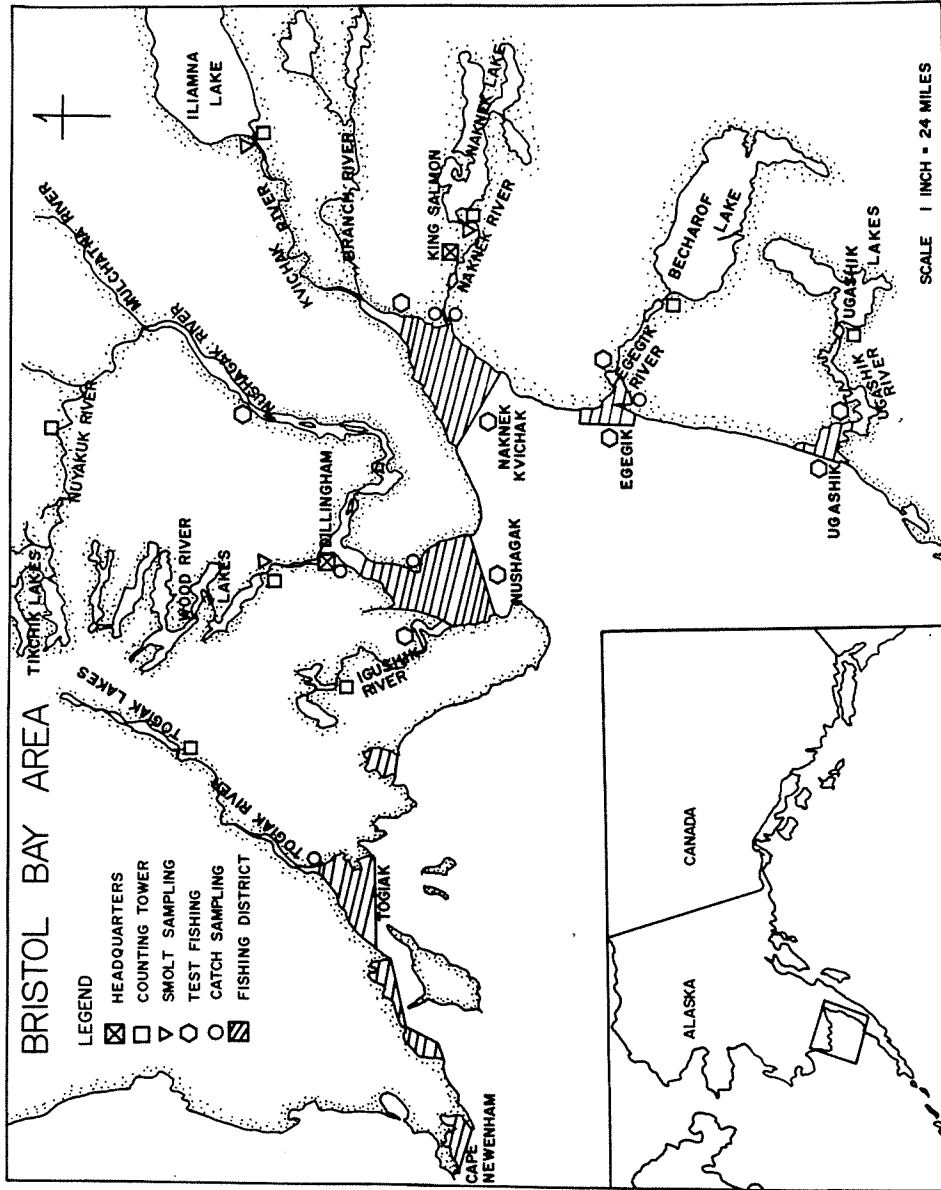 BRISTOL BAY AREA
LEGEND
HEADQUARTERS
COUNTING TOWER
SMOLT SAMPLING
TEST FISHING
CATCH SAMPLING
FISHING DISTRICT
TIKCHIK LAKES
NUYAKUK RIVER
MULCHATNA RIVER
ILIAMNA
LAKE
TOGIAK LAKES
WOOD RIVER
LAKES
NUSHAGAK RIVER
KVICHAK RIVER
BRANCH RIVER
TOGIAK RIVER
DILLINGHAM
KING SALMON
NAKNEK LAKE
NAKNEK RIVER
IGUSHIK
RIVER
TOGIAK
NUSHAGAK
NAKNEK
KVICHAK
BECHAROF
LAKE
EGEGIK
RIVER
EGEGIK
CAPE
NEWENHAM
UGASHIK
LAKES
UGASHIK
RIVER
UGASHIK
ALASKA
CANADA
SCALE 1 INCH = 24 MILES